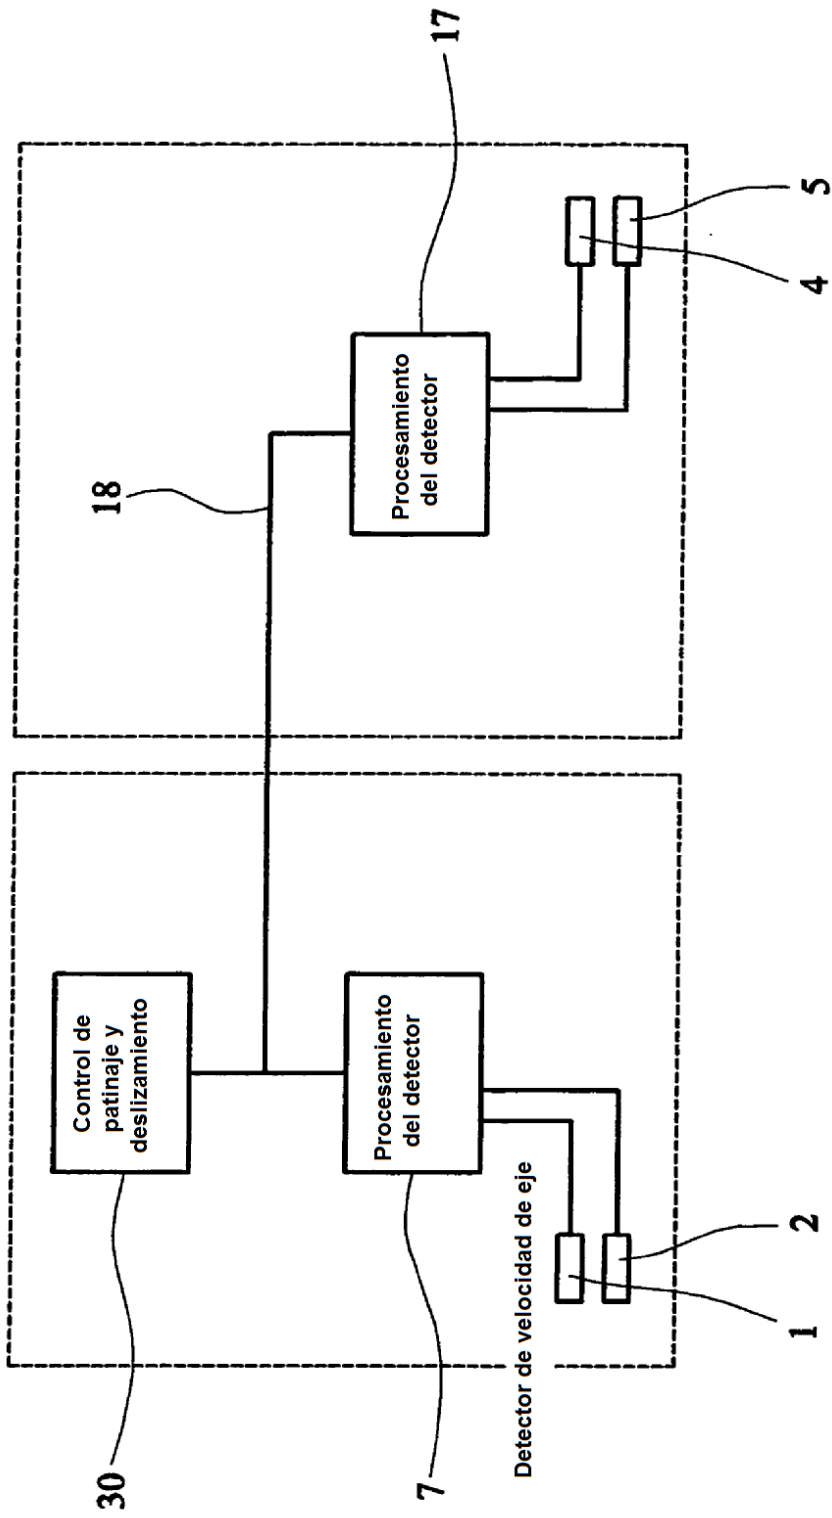 30
Control de
patinaje y
deslizamiento
18
17
7
Procesamiento
del detector
Procesamiento
del detector
Detector de velocidad de eje
1
2
4
5